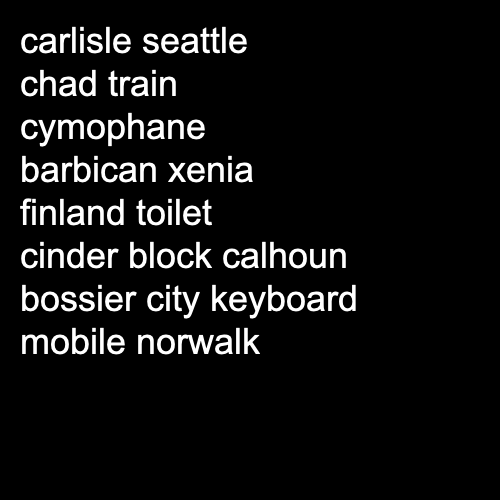 carlisle seattle
chad train
cymophane
barbican xenia
finland toilet
cinder block calhoun
bossier city keyboard
mobile norwalk